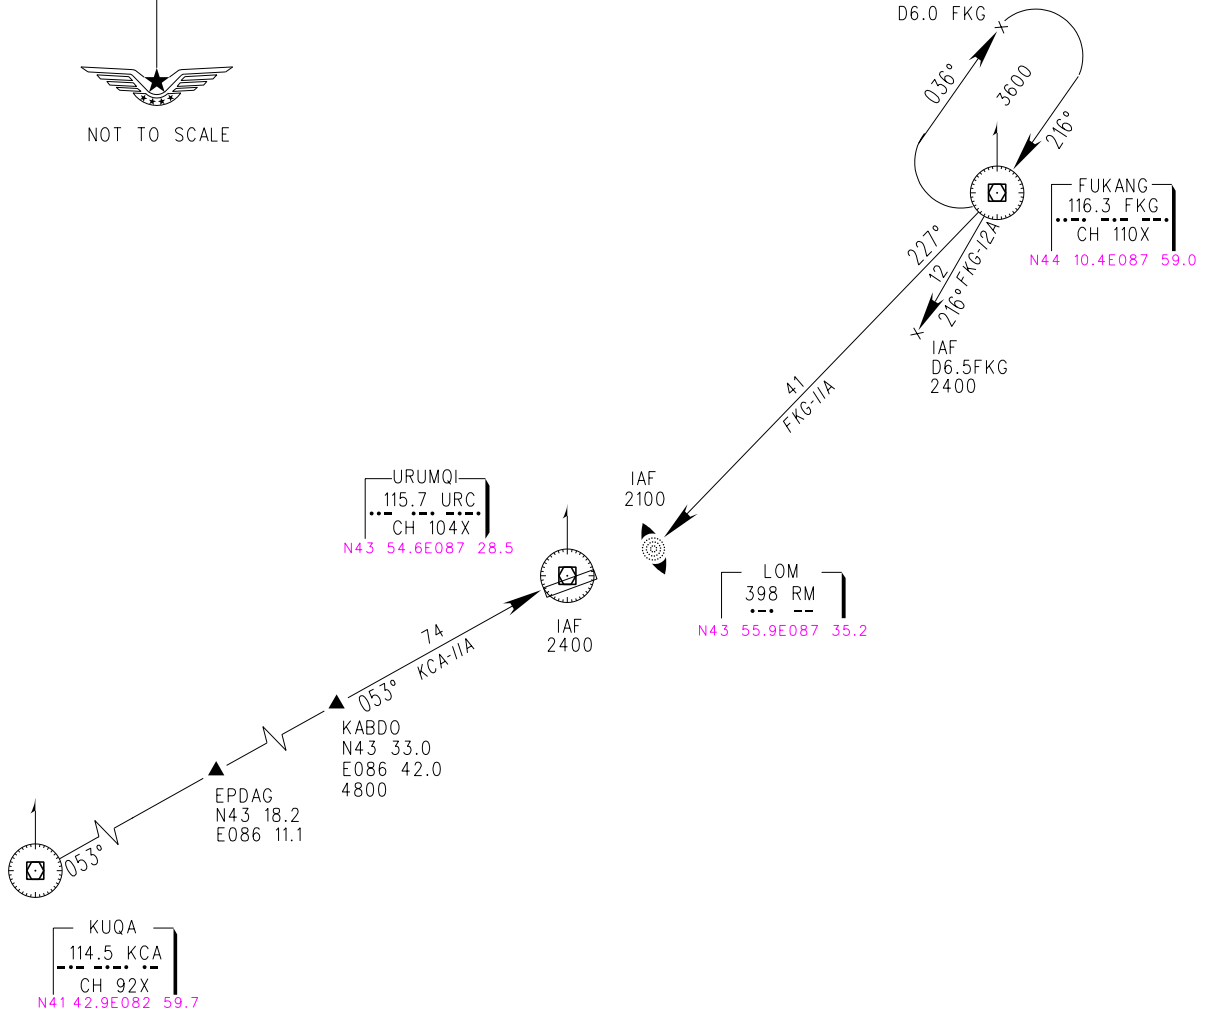 D6.0 FKG
036°
3600
216°
NOT TO SCALE
FUKANG
116.3 FKG
CH 110X
N44 10.4E087 59.0
227°
12
FKG-12A
216°
IAF
D6.5FKG
2400
41
FKG-11A
URUMQI
115.7 URC
CH 104X
N43 54.6E087 28.5
IAF
2100
LOM
398 RM
N43 55.9E087 35.2
IAF
2400
74
KCA-11A
053°
KABDO
N43 33.0
E086 42.0
4800
EPDAG
N43 18.2
E086 11.1
053°
KUQA
114.5 KCA
CH 92X
N41 42.9E082 59.7